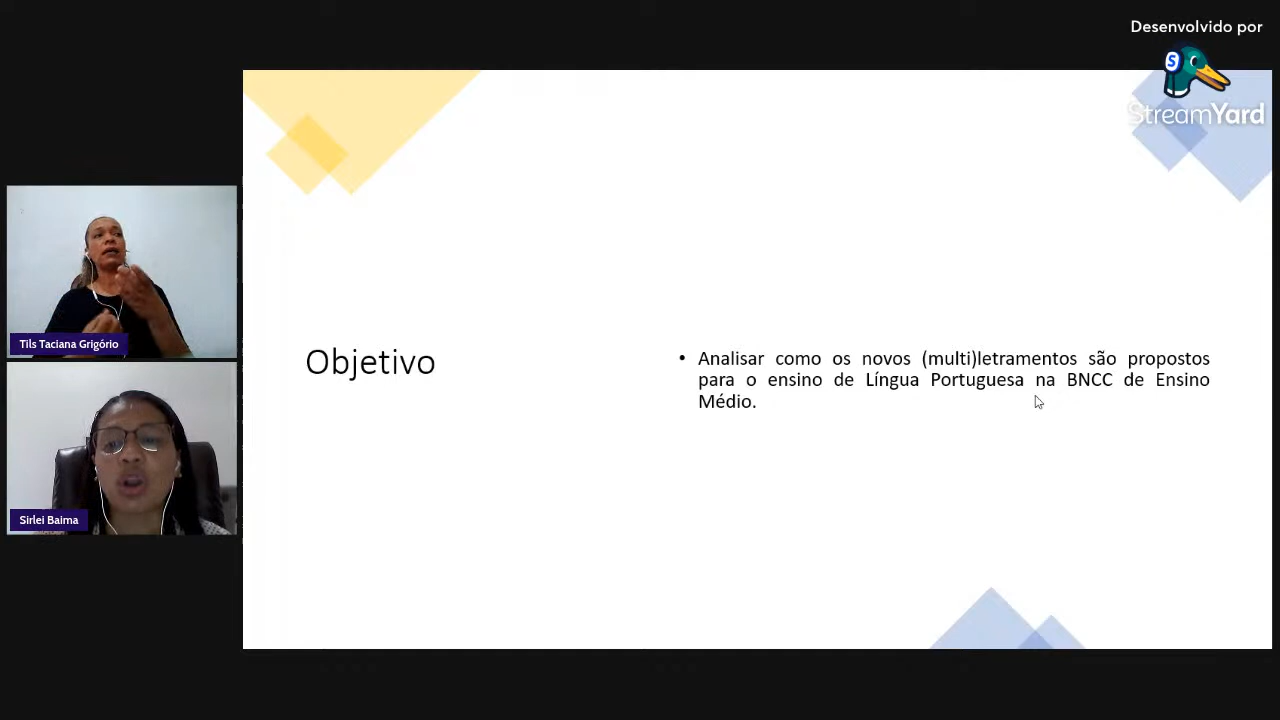 Desenvolvido por
StreamYard
Objetivo
• Analisar como os novos (multi)letramentos são propostos
para o ensino de Língua Portuguesa na BNCC de Ensino
Médio.
Tils Taciana Grigório
Sirlei Baima